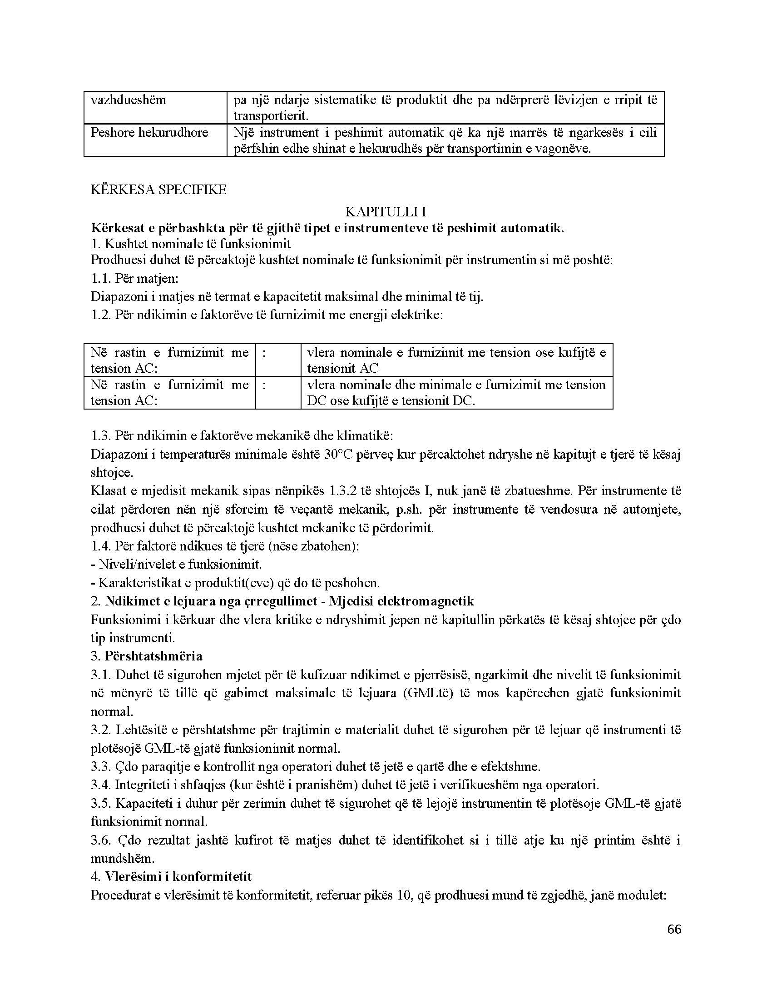 vazhdueshëm
pa një ndarje sistematike të produktit dhe pa ndërprerë lëvizjen e rripit të
transportierit.
Peshore hekurudhore
Një instrument i peshimit automatik që ka një marrës të ngarkesës i cili
përfshin edhe shinat e hekurudhës për transportimin e vagonëve.
KËRKESA SPECIFIKE
KAPITULLI I
Kërkesat e përbashkta për të gjithë tipet e instrumenteve të peshimit automatik.
1. Kushtet nominale të funksionimit
Prodhuesi duhet të përcaktojë kushtet nominale të funksionimit për instrumentin si më poshtë:
1.1. Për matjen:
Diapazoni i matjes në termat e kapacitetit maksimal dhe minimal të tij.
1.2. Për ndikimin e faktorëve të furnizimit me energji elektrike:
Në rastin e furnizimit me
tension AC:
:
vlera nominale e furnizimit me tension ose kufijtë e
tensionit AC
Në rastin e furnizimit me
tension AC:
:
vlera nominale dhe minimale e furnizimit me tension
DC ose kufijtë e tensionit DC.
1.3. Për ndikimin e faktorëve mekanikë dhe klimatikë:
Diapazoni i temperaturës minimale është 30°C përveç kur përcaktohet ndryshe në kapitujt e tjerë të kësaj
shtojce.
Klasat e mjedisit mekanik sipas nënpikës 1.3.2 të shtojcës I, nuk janë të zbatueshme. Për instrumente të
cilat përdoren nën një sforcim të veçantë mekanik, p.sh. për instrumente të vendosura në automjete,
prodhuesi duhet të përcaktojë kushtet mekanike të përdorimit.
1.4. Për faktorë ndikues të tjerë (nëse zbatohen):
- Niveli/nivelet e funksionimit.
- Karakteristikat e produktit(eve) që do të peshohen.
2. Ndikimet e lejuara nga çrregullimet - Mjedisi elektromagnetik
Funksionimi i kërkuar dhe vlera kritike e ndryshimit jepen në kapitullin përkatës të kësaj shtojce për çdo
tip instrumenti.
3. Përshtatshmëria
3.1. Duhet të sigurohen mjetet për të kufizuar ndikimet e pjerrësisë, ngarkimit dhe nivelit të funksionimit
në mënyrë të tillë që gabimet maksimale të lejuara (GMLtë) të mos kapërcehen gjatë funksionimit
normal.
3.2. Lehtësitë e përshtatshme për trajtimin e materialit duhet të sigurohen për të lejuar që instrumenti të
plotësojë GML-të gjatë funksionimit normal.
3.3. Çdo paraqitje e kontrollit nga operatori duhet të jetë e qartë dhe e efektshme.
3.4. Integriteti i shfaqjes (kur është i pranishëm) duhet të jetë i verifikueshëm nga operatori.
3.5. Kapaciteti i duhur për zerimin duhet të sigurohet që të lejojë instrumentin të plotësoje GML-të gjatë
funksionimit normal.
3.6. Çdo rezultat jashtë kufirot të matjes duhet të identifikohet si i tillë atje ku një printim është i
mundshëm.
4. Vlerësimi i konformitetit
Procedurat e vlerësimit të konformitetit, referuar pikës 10, që prodhuesi mund të zgjedhë, janë modulet:
66